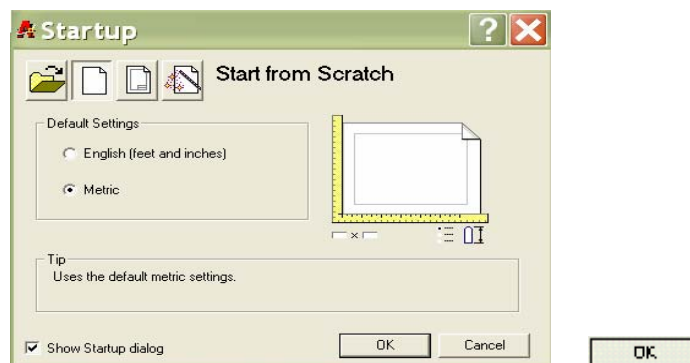 Startup
Start from Scratch
Default Settings
English (feet and inches)
Metric
Tip
Uses the default metric settings.
Show Startup dialog
OK
Cancel
OK